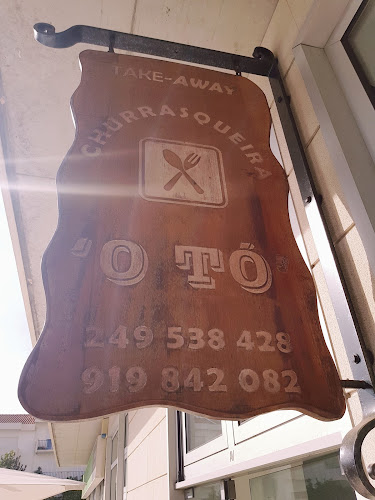 TAKE-AWAY
CHURRASQUEIRA
'O TÓ'
249 538 428
919 842 082